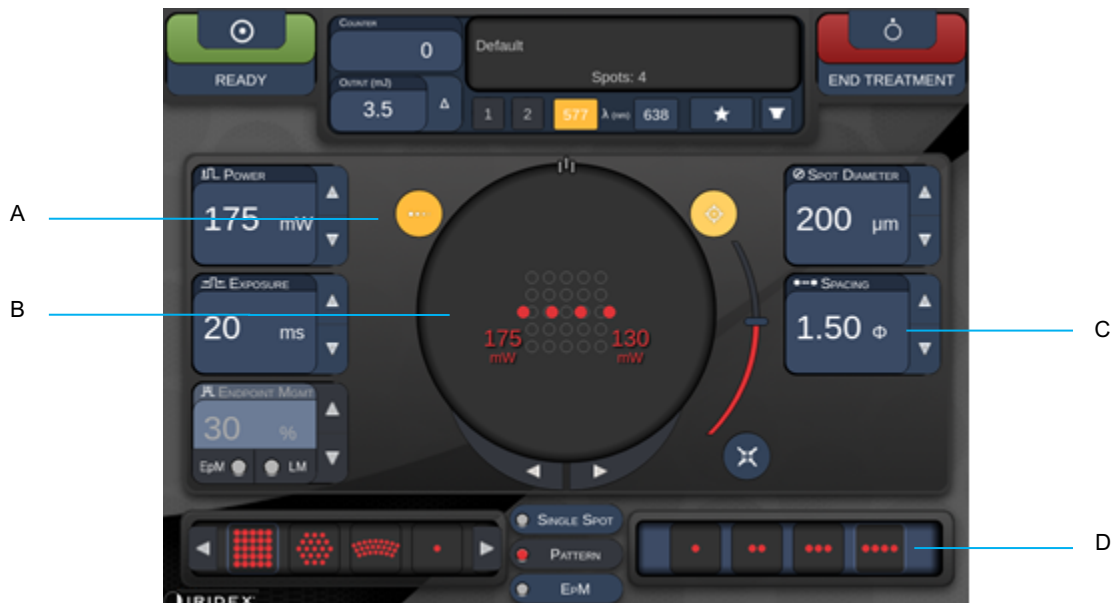 COUNTER
0
Default
Spots: 4
READY
END TREATMENT
OUTPUT (mJ)
3.5
Δ
1 2 577 λ (nm) 638
POWER
175 mW
SPOT DIAMETER
200 μm
A
EXPOSURE
20 ms
SPACING
1.50 Φ
B
C
175 mW
130 mW
ENDPOINT MGMT
30 %
EpM LM
SINGLE SPOT
PATTERN
EPM
D
IRIDEX